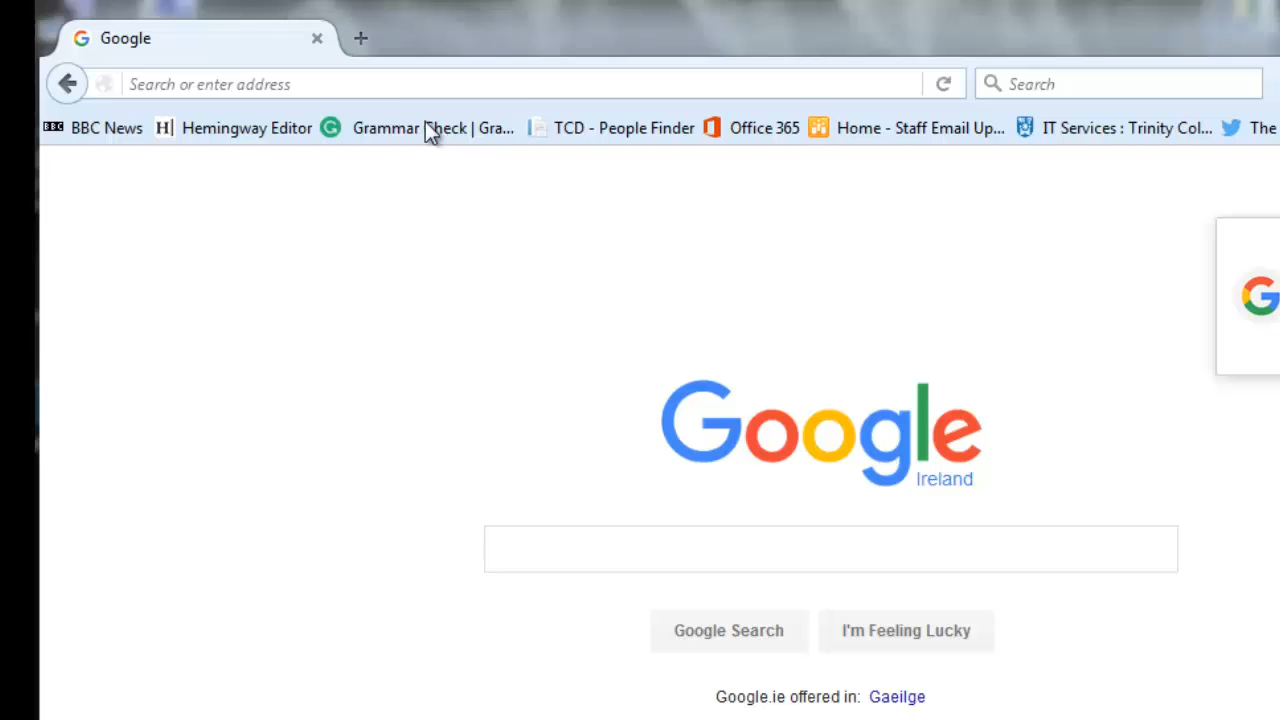 Google
Search or enter address
Search
BBC BBC News H Hemingway Editor Grammar Check | Gra... TCD - People Finder Office 365 Home - Staff Email Up... IT Services : Trinity Col... The
Google
Ireland
Google Search I'm Feeling Lucky
Google.ie offered in: Gaeilge